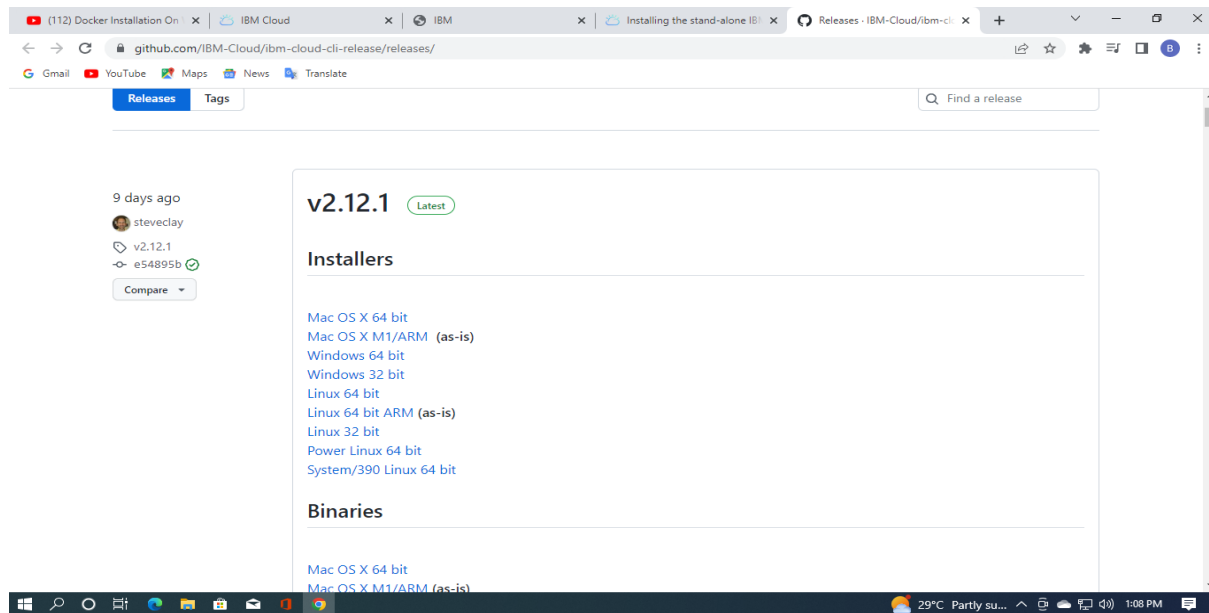 (112) Docker Installation On
IBM Cloud
IBM
Installing the stand-alone IB
Releases · IBM-Cloud/ibm-cl
github.com/IBM-Cloud/ibm-cloud-cli-release/releases/
B
Gmail
YouTube
Maps
News
Translate
Releases
Tags
Find a release
9 days ago
steveclay
v2.12.1
e54895b
Compare
v2.12.1
Latest
Installers
Mac OS X 64 bit
Mac OS X M1/ARM (as-is)
Windows 64 bit
Windows 32 bit
Linux 64 bit
Linux 64 bit ARM (as-is)
Linux 32 bit
Power Linux 64 bit
System/390 Linux 64 bit
Binaries
Mac OS X 64 bit
Mac OS X M1/ARM (as-is)
29°C Partly su...
1:08 PM